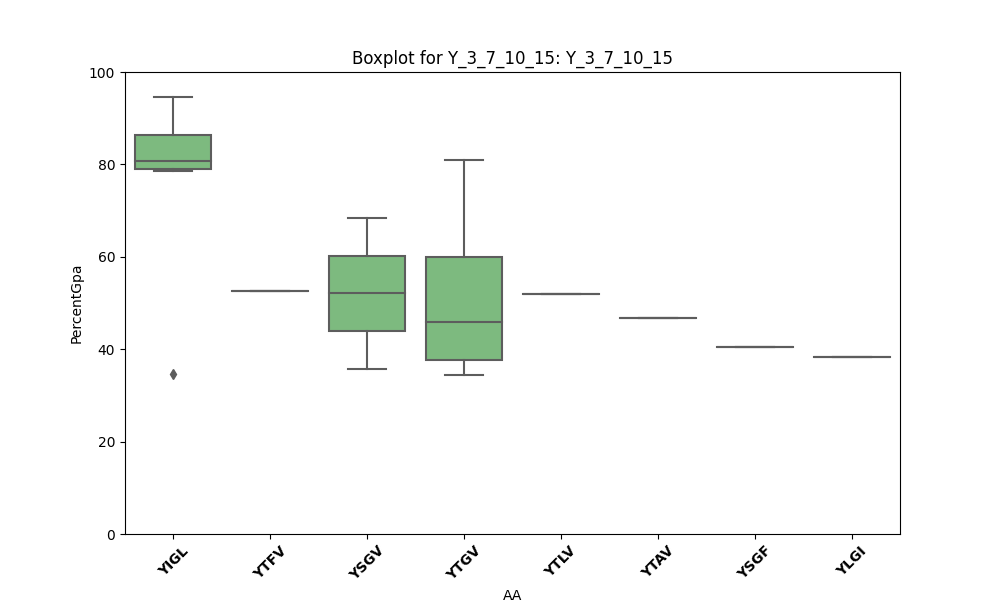 Boxplot for Y_3_7_10_15: Y_3_7_10_15
100
80
60
40
20
0
PercentGpa
YIGL
YTFV
YSGV
YTGV
YTLV
YTAV
YSGF
YLGI
AA